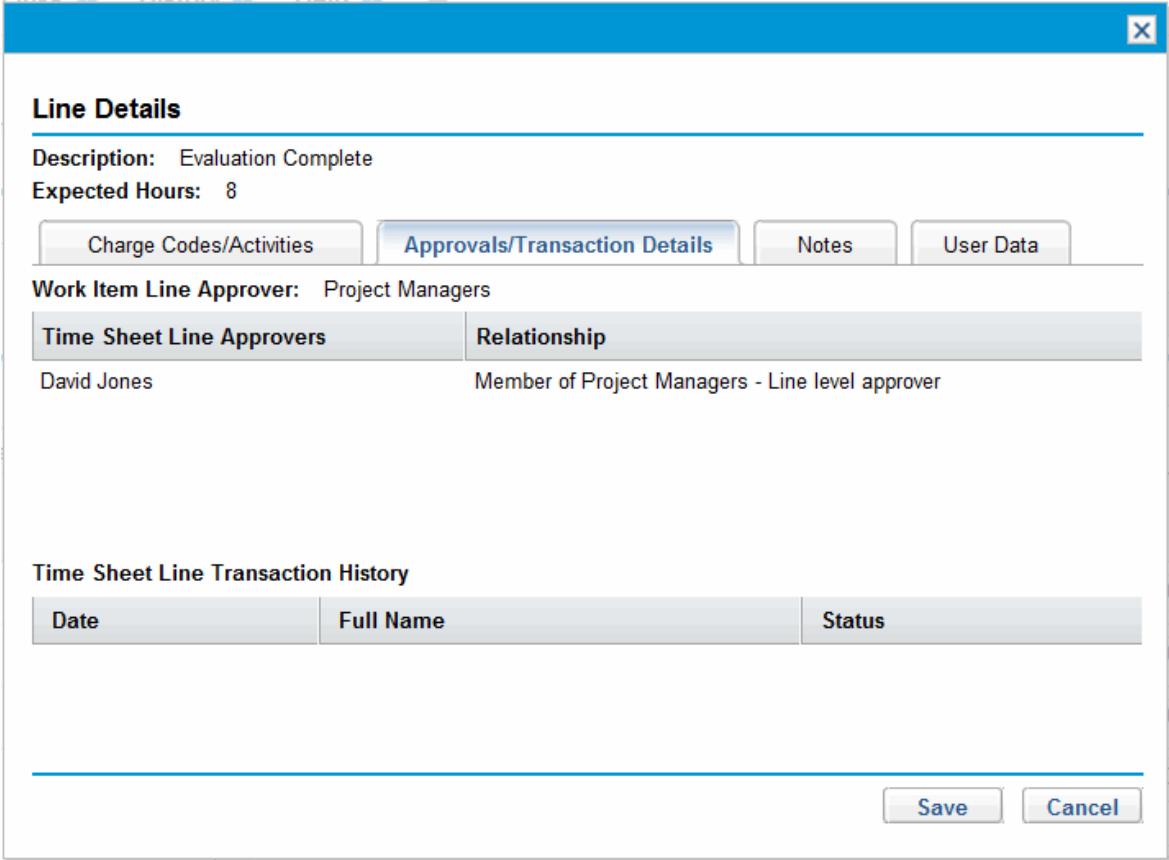 Line Details
Description: Evaluation Complete
Expected Hours: 8
Charge Codes/Activities Approvals/Transaction Details Notes User Data
Work Item Line Approver: Project Managers
Time Sheet Line Approvers Relationship
David Jones Member of Project Managers - Line level approver
Time Sheet Line Transaction History
Date Full Name Status
Save Cancel